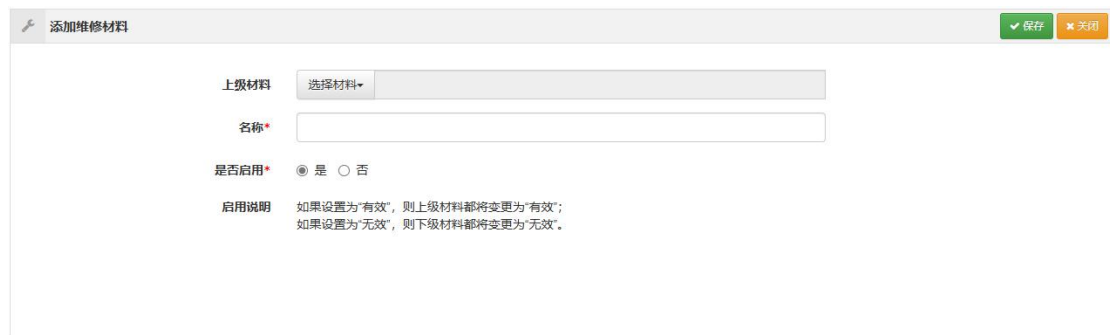 添加维修材料
保存
关闭
上级材料
选择材料
名称*
是否启用*
是 否
启用说明
如果设置为“有效”，则上级材料都将变更为“有效”；
如果设置为“无效”，则下级材料都将变更为“无效”。